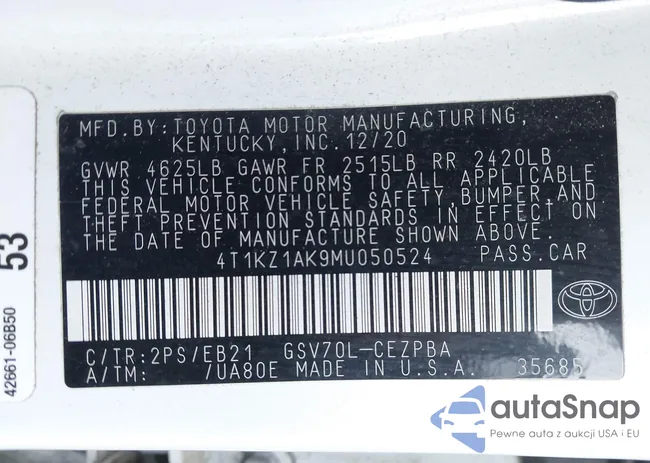 MFD.BY:TOYOTA MOTOR MANUFACTURING,
KENTUCKY,INC.12/20
GVWR 4625LB GAWR FR 2515LB RR 2420LB
THIS VEHICLE CONFORMS TO ALL APPLICABLE
FEDERAL MOTOR VEHICLE SAFETY,BUMPER,AND
THEFT PREVENTION STANDARDS IN EFFECT ON
THE DATE OF MANUFACTURE SHOWN ABOVE.
4T1KZ1AK9MU050524 PASS.CAR
C/TR:2PS/EB21 GSV70L-CEZPBA
A/TM: /UA80E MADE IN U.S.A. 35685
53
42661-06B50
autoSnap
Pewne auta z aukcji USA i EU